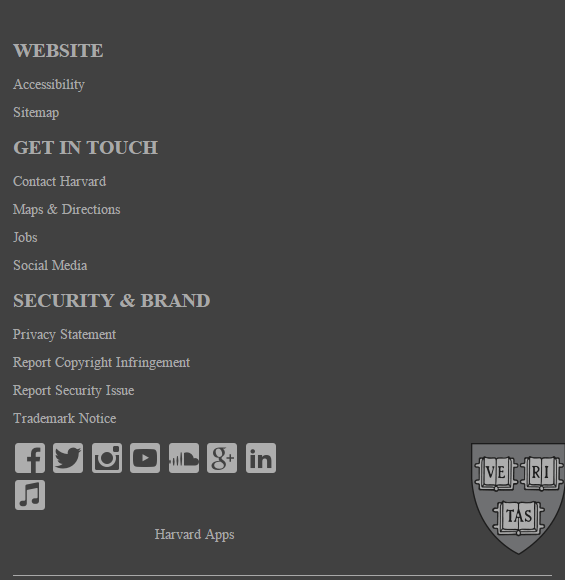 WEBSITE
Accessibility
Sitemap
GET IN TOUCH
Contact Harvard
Maps & Directions
Jobs
Social Media
SECURITY & BRAND
Privacy Statement
Report Copyright Infringement
Report Security Issue
Trademark Notice
VE RI
TAS
Harvard Apps